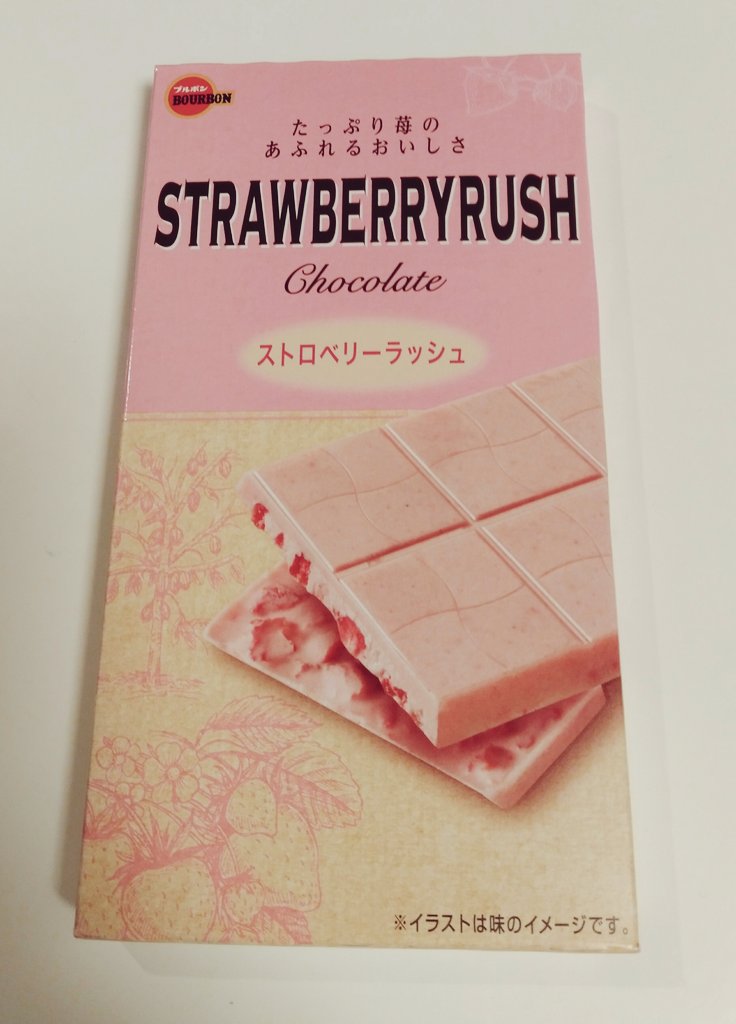 ブルボン
BOURBON
たっぷり苺の
あふれるおいしさ
STRAWBERRYRUSH
Chocolate
ストロベリーラッシュ
※イラストは味のイメージです。